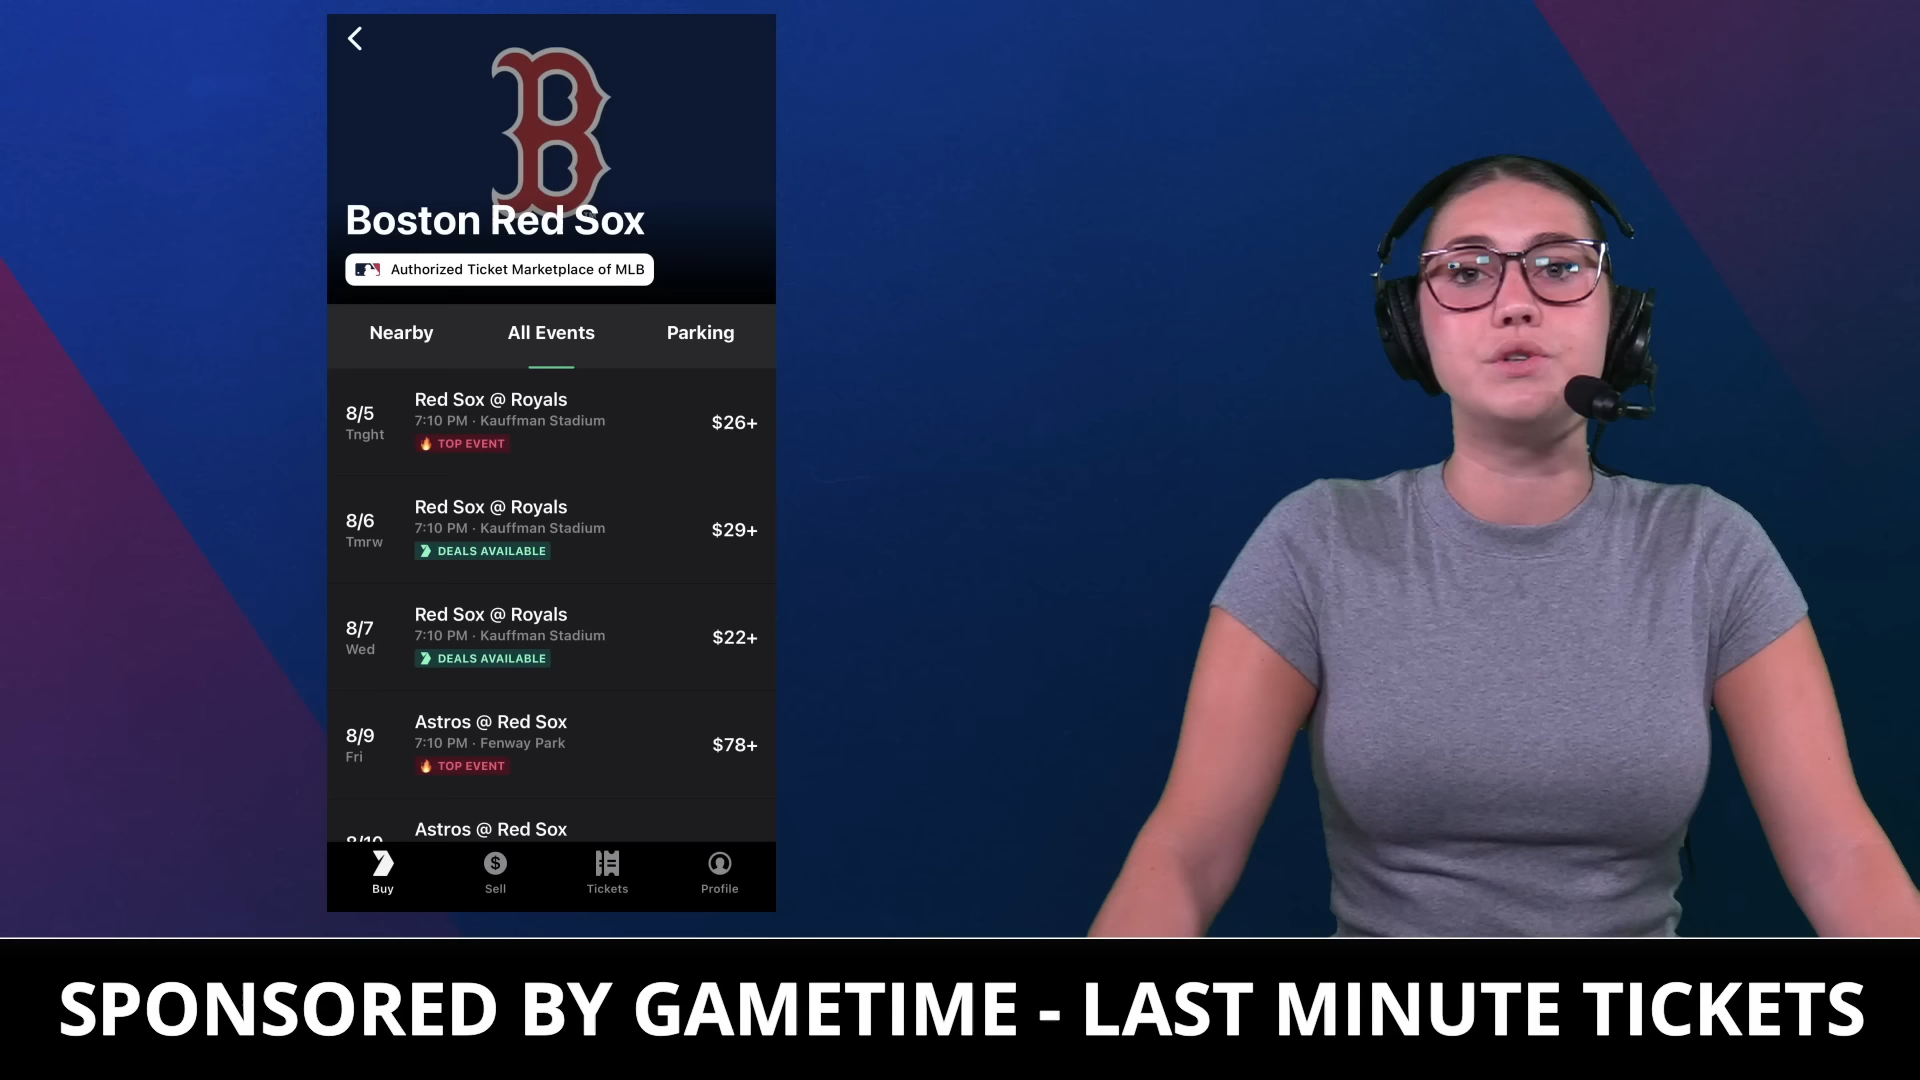 B
Boston Red Sox
Authorized Ticket Marketplace of MLB
Nearby All Events Parking
8/5
Tnght
Red Sox @ Royals
7:10 PM · Kauffman Stadium
TOP EVENT
$26+
8/6
Tmrw
Red Sox @ Royals
7:10 PM · Kauffman Stadium
DEALS AVAILABLE
$29+
8/7
Wed
Red Sox @ Royals
7:10 PM · Kauffman Stadium
DEALS AVAILABLE
$22+
8/9
Fri
Astros @ Red Sox
7:10 PM · Fenway Park
TOP EVENT
$78+
8/10
Astros @ Red Sox
Buy Sell Tickets Profile
SPONSORED BY GAMETIME - LAST MINUTE TICKETS